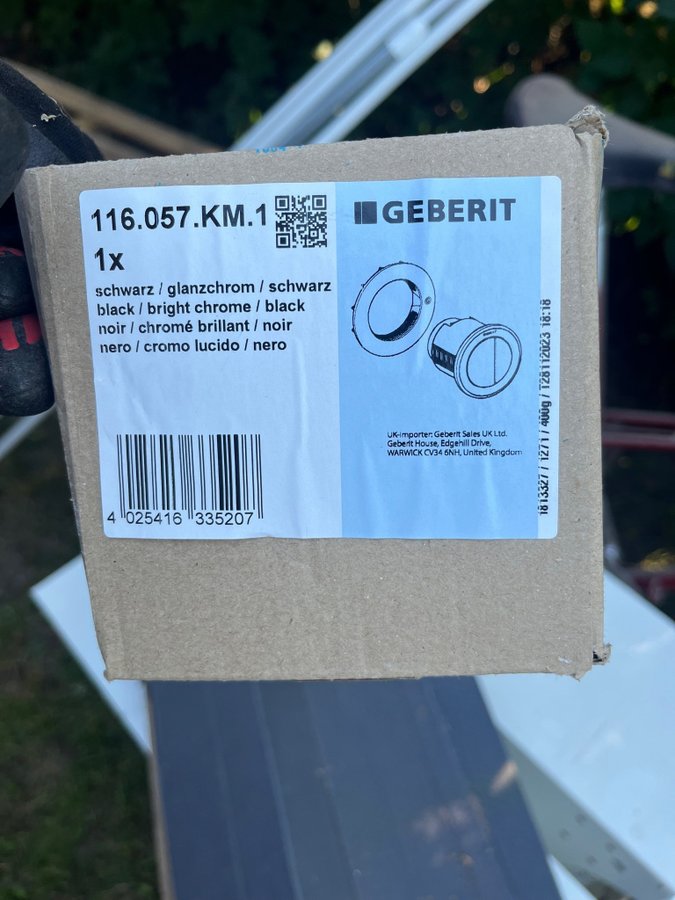 116.057.KM.1
1x
schwarz / glanzchrom / schwarz
black / bright chrome / black
noir / chromé brillant / noir
nero / cromo lucido / nero
4 025416 335207
GEBERIT
UK-Importer: Geberit Sales UK Ltd.
Geberit House, Edgehill Drive,
WARWICK CV34 6NH, United Kingdom
1813327 / 1271 / 400g / 128112023 18:18